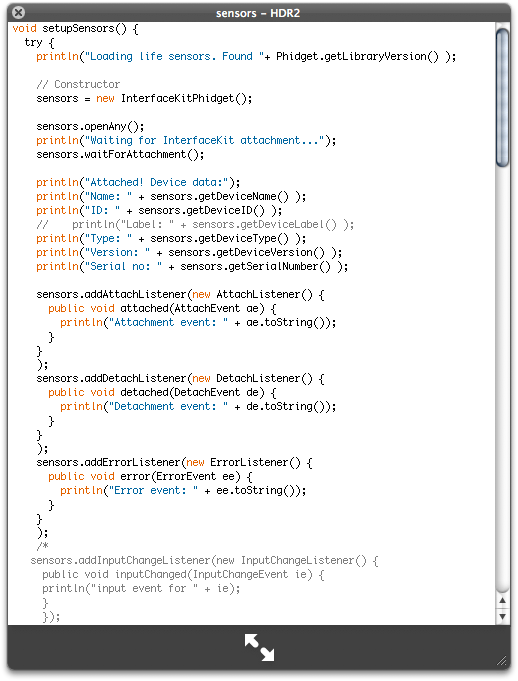 sensors – HDR2
void setupSensors() {
  try {
    println("Loading life sensors. Found "+ Phidget.getLibraryVersion() );

    // Constructor
    sensors = new InterfaceKitPhidget();

    sensors.openAny();
    println("Waiting for InterfaceKit attachment...");
    sensors.waitForAttachment();

    println("Attached! Device data:");
    println("Name: " + sensors.getDeviceName() );
    println("ID: " + sensors.getDeviceID() );
    //    println("Label: " + sensors.getDeviceLabel() );
    println("Type: " + sensors.getDeviceType() );
    println("Version: " + sensors.getDeviceVersion() );
    println("Serial no: " + sensors.getSerialNumber() );

    sensors.addAttachListener(new AttachListener() {
      public void attached(AttachEvent ae) {
        println("Attachment event: " + ae.toString());
      }
    }
    );
    sensors.addDetachListener(new DetachListener() {
      public void detached(DetachEvent de) {
        println("Detachment event: " + de.toString());
      }
    }
    );
    sensors.addErrorListener(new ErrorListener() {
      public void error(ErrorEvent ee) {
        println("Error event: " + ee.toString());
      }
    }
    );
    /*
   sensors.addInputChangeListener(new InputChangeListener() {
     public void inputChanged(InputChangeEvent ie) {
     println("input event for " + ie);
     }
     });